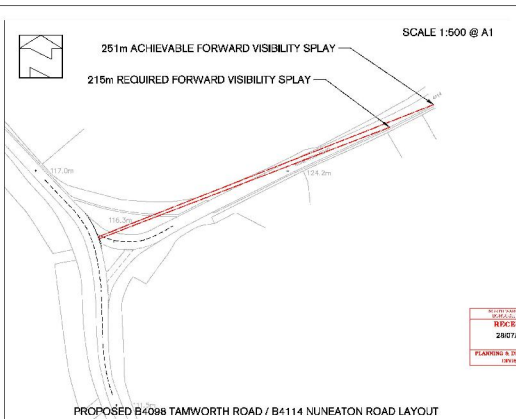 SCALE 1:500 @ A1
251m ACHIEVABLE FORWARD VISIBILITY SPLAY
215m REQUIRED FORWARD VISIBILITY SPLAY
117.0m
124.2m
116.3m
RECE
28/07/
PLANNING &
PROPOSED B4098 TAMWORTH ROAD / B4114 NUNEATON ROAD LAYOUT